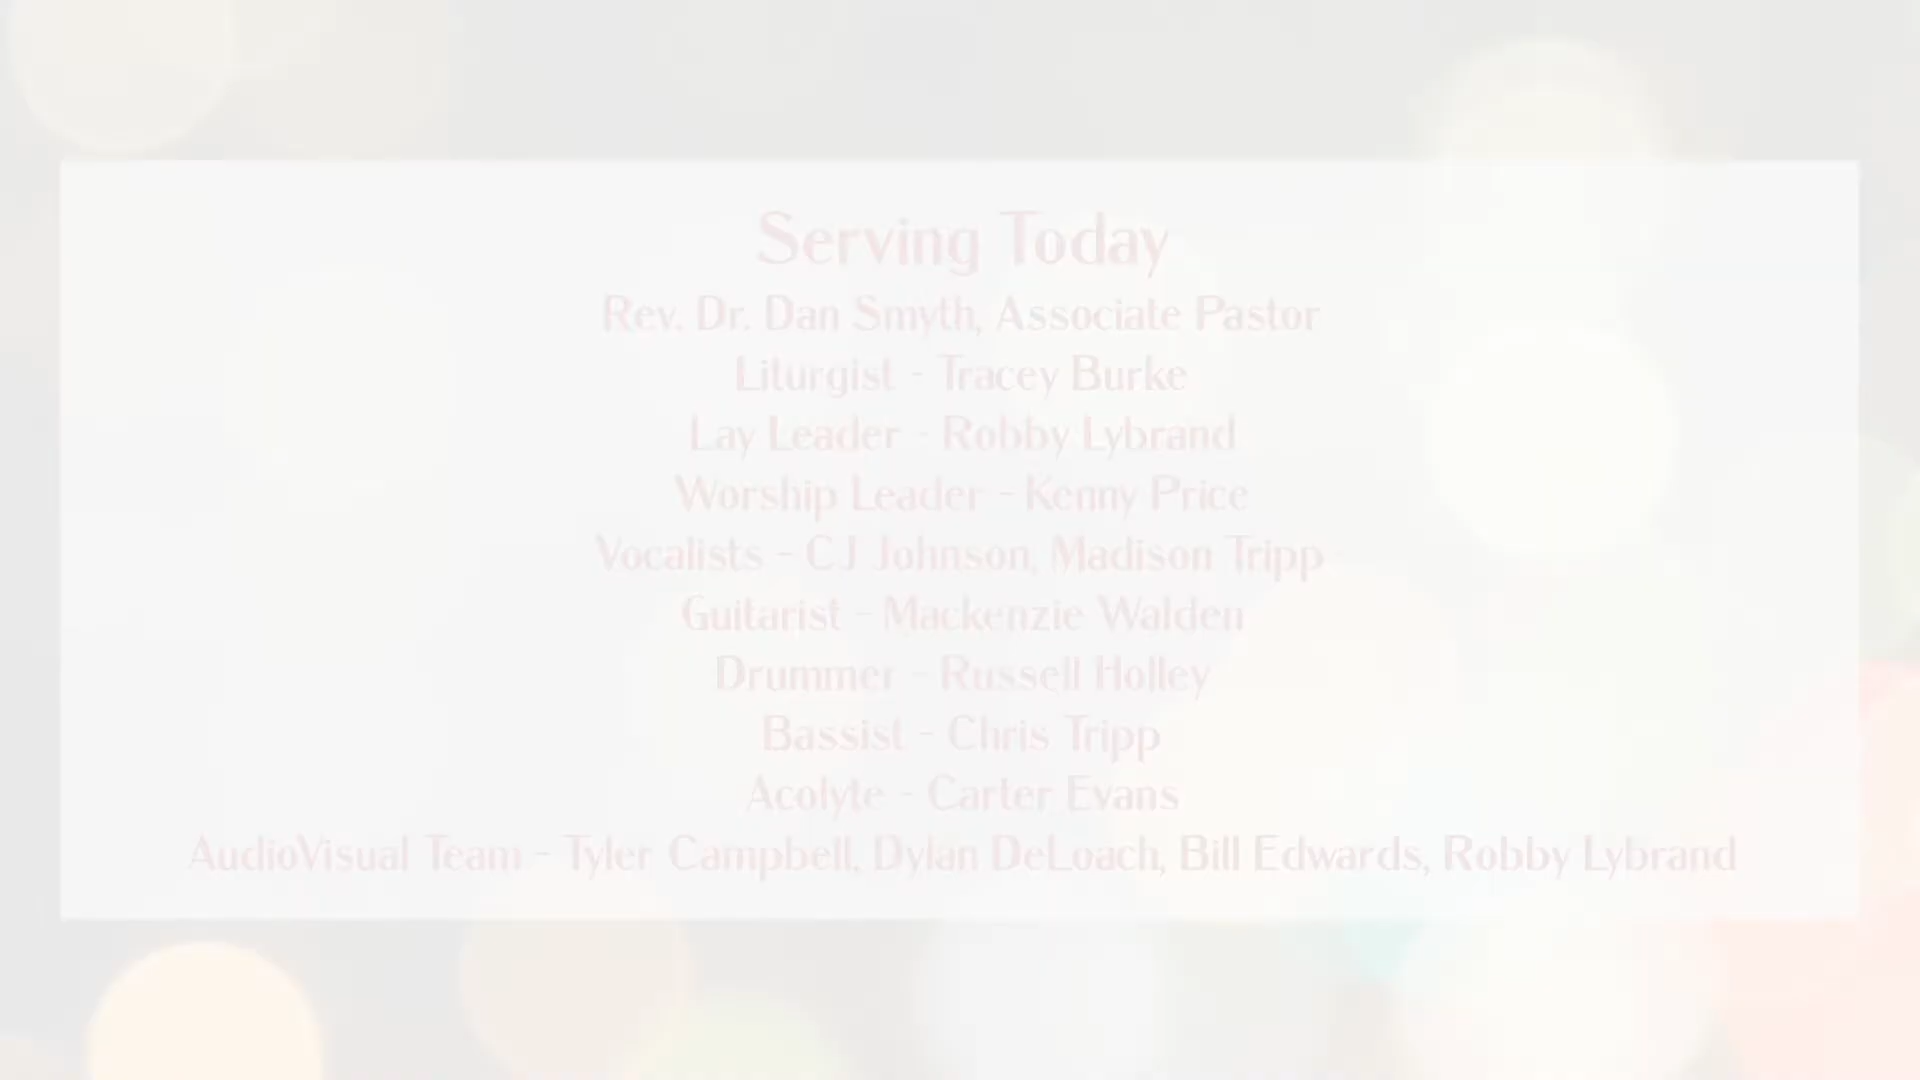 Serving Today
Rev. Dr. Dan Smyth, Associate Pastor
Liturgist - Tracey Burke
Lay Leader - Robby Lybrand
Worship Leader - Kenny Price
Vocalists - CJ Johnson, Madison Tripp
Guitarist - Mackenzie Walden
Drummer - Russell Holley
Bassist - Chris Tripp
Acolyte - Carter Evans
AudioVisual Team - Tyler Campbell, Dylan DeLoach, Bill Edwards, Robby Lybrand